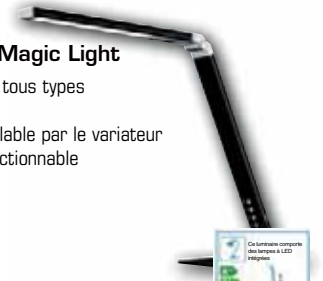 Magic Light
tous types
lable par le variateur
ctionnable
Ce luminaire comporte
des lampes à LED
intégrées